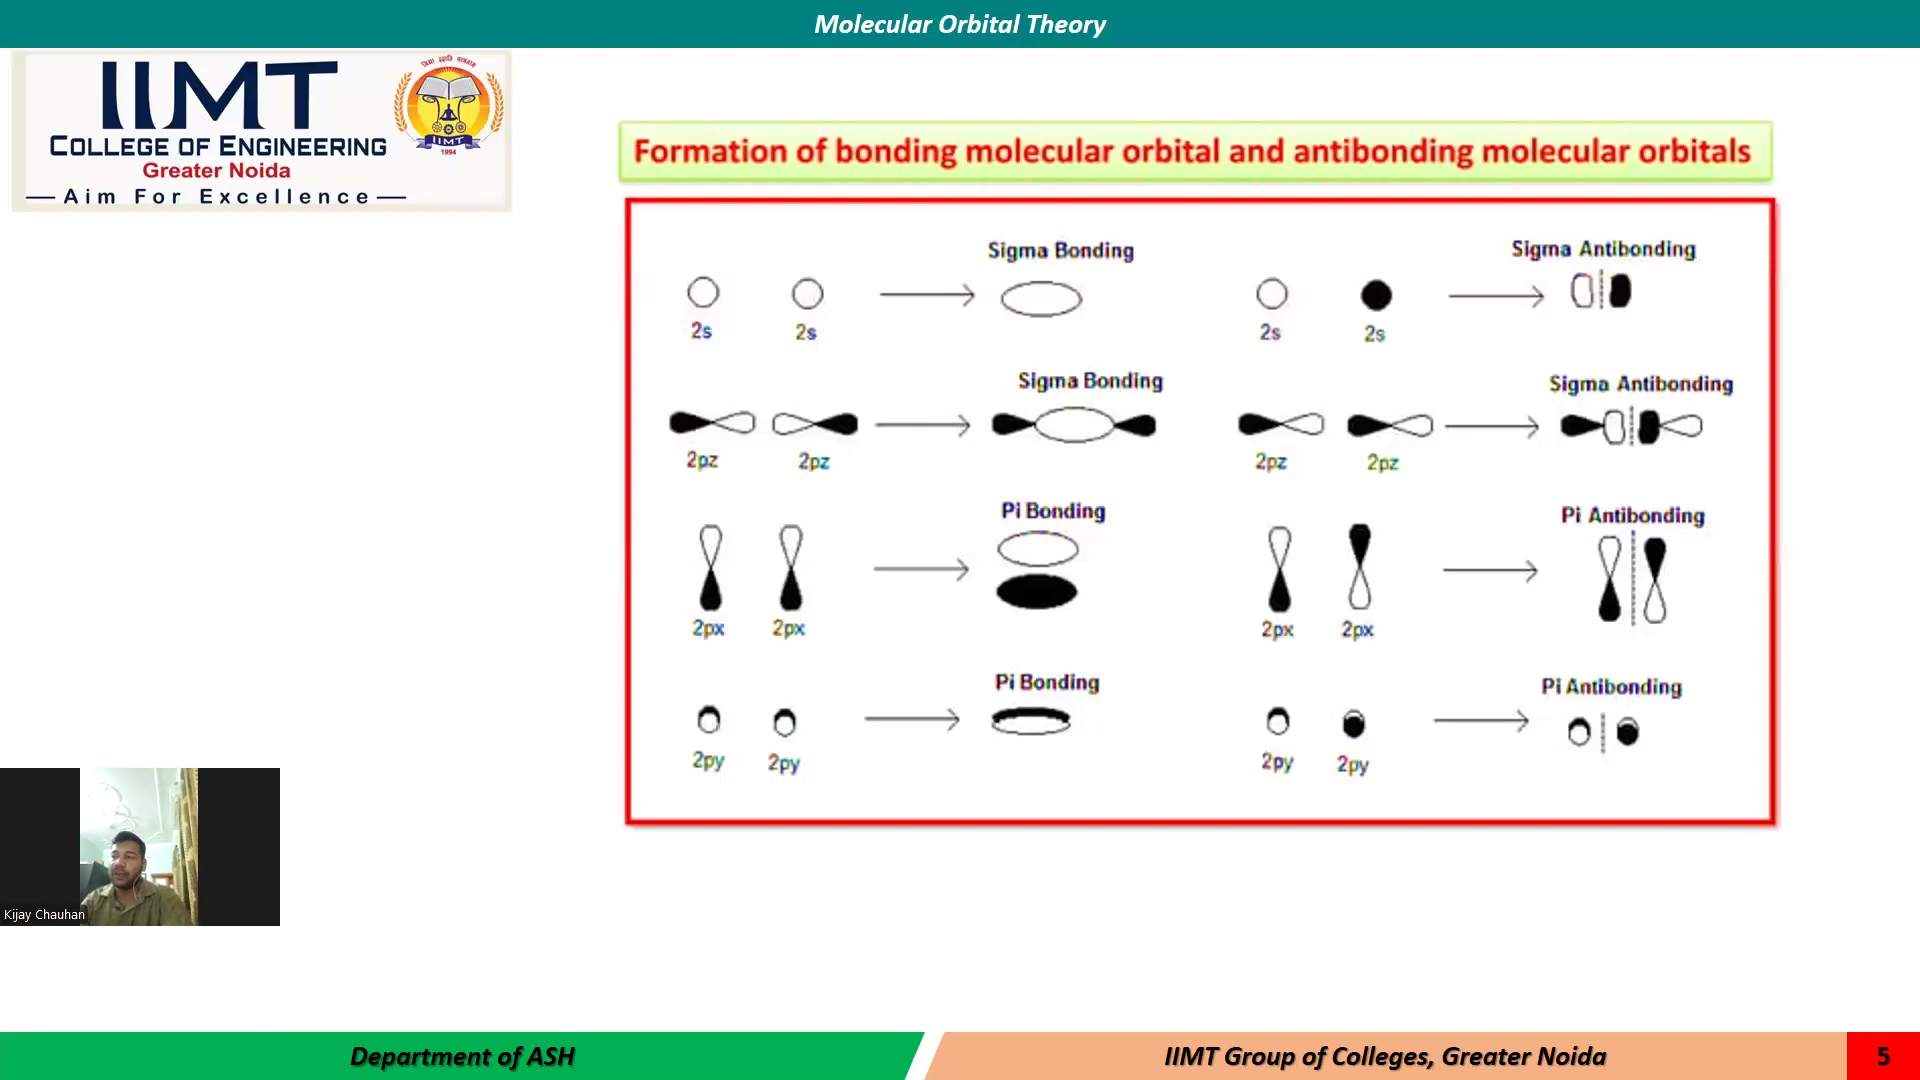 Molecular Orbital Theory
IIMT
COLLEGE OF ENGINEERING
Greater Noida
Aim For Excellence
IIMT
1994
Formation of bonding molecular orbital and antibonding molecular orbitals
Sigma Bonding
Sigma Antibonding
2s 2s 2s 2s
Sigma Bonding
Sigma Antibonding
2pz 2pz 2pz 2pz
Pi Bonding
Pi Antibonding
2px 2px 2px 2px
Pi Bonding
Pi Antibonding
2py 2py 2py 2py
Kijay Chauhan
Department of ASH
IIMT Group of Colleges, Greater Noida
5